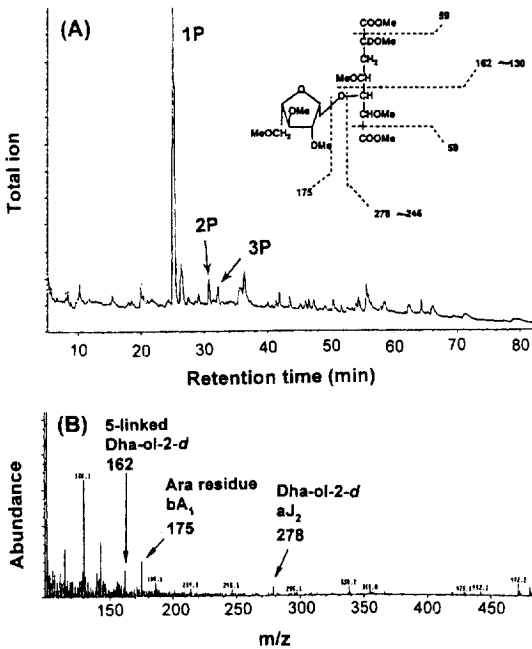 (A)
1P
2P
3P
Total ion
10 20 30 40 50 60 70 80
Retention time (min)
COOMe
CDOMe
CH2
MeOCH
CH
CHOMe
COOMe
O
O
OMe
MeOCH2
OMe
59
162 ~130
59
175
278 ~246
(B)
5-linked
Dha-ol-2-d
162
Ara residue
bA1
175
Dha-ol-2-d
aJ2
278
Abundance
150 200 250 300 350 400 450
m/z